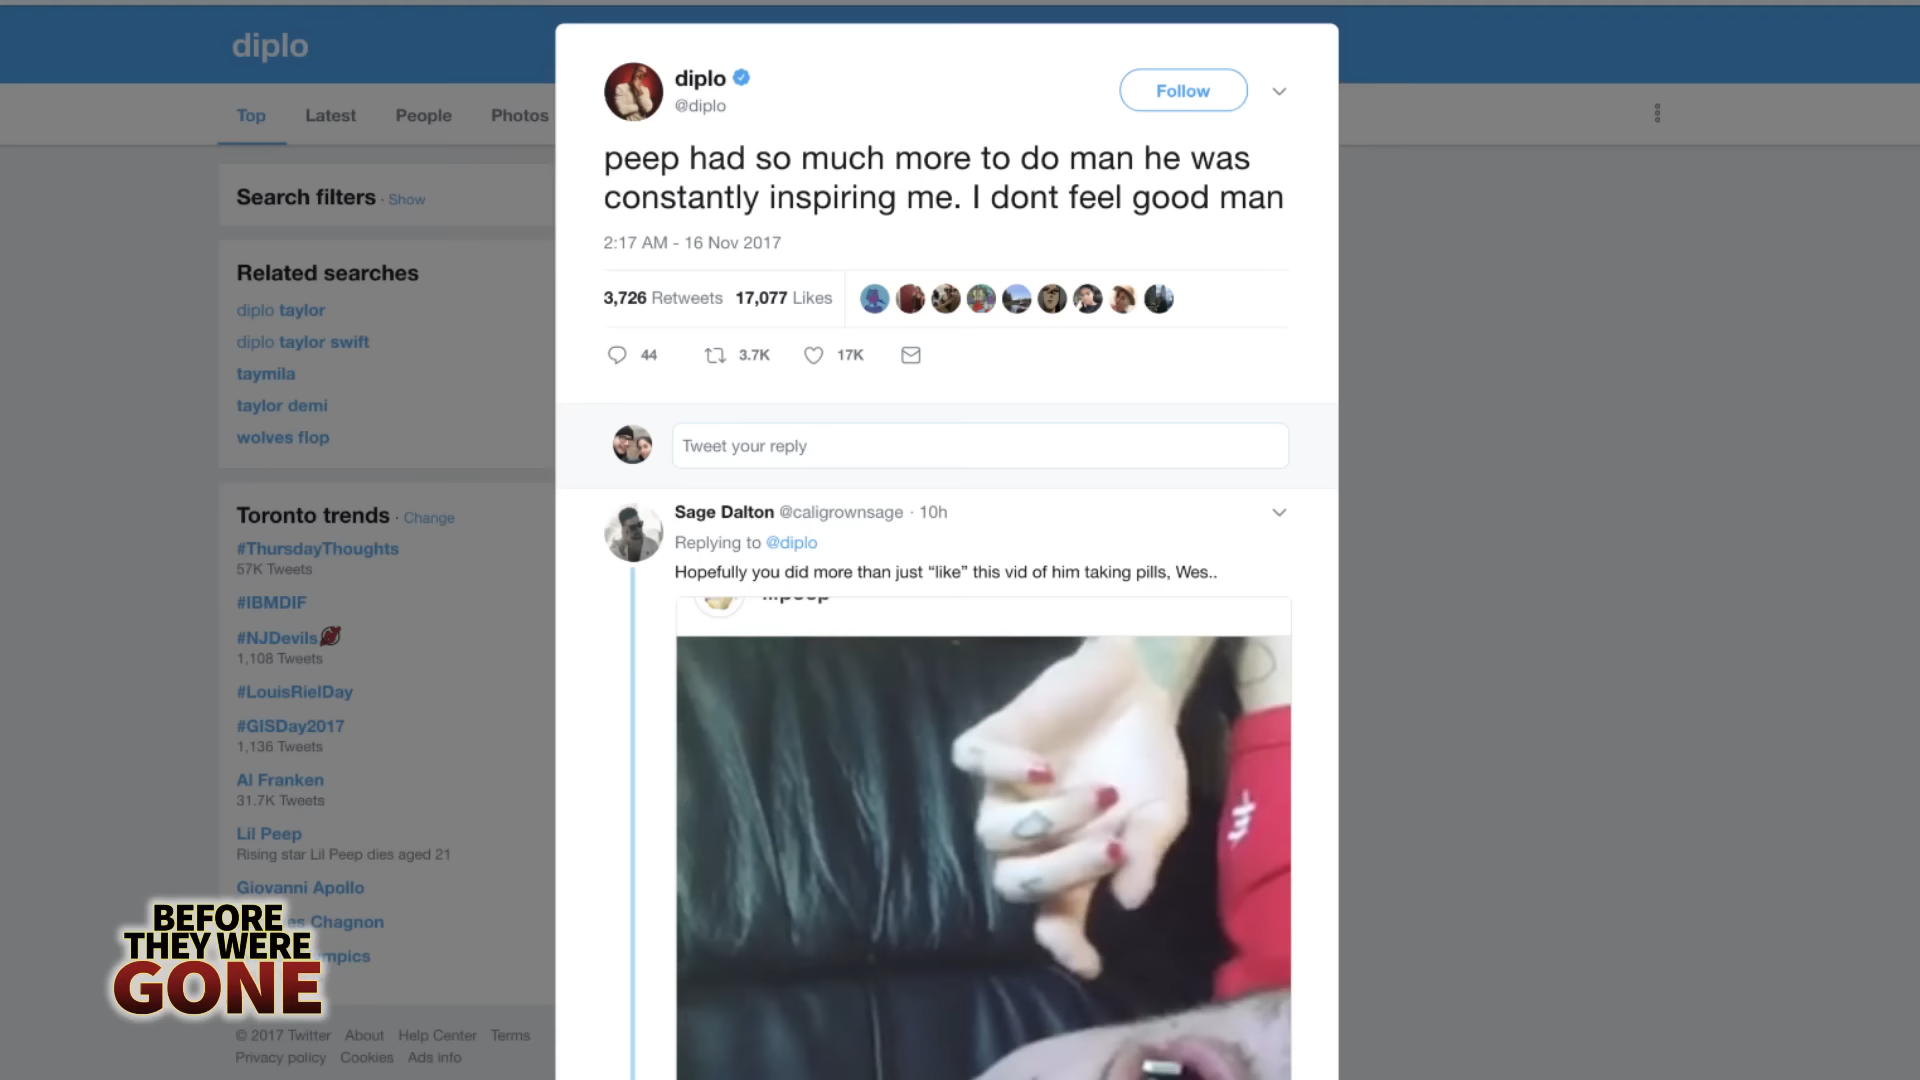 diplo
Top Latest People Photos
Search filters · Show
Related searches
diplo taylor
diplo taylor swift
taymila
taylor demi
wolves flop
Toronto trends · Change
#ThursdayThoughts
57K Tweets
#IBMDIF
#NJDevils
1,108 Tweets
#LouisRielDay
#GISDay2017
1,136 Tweets
Al Franken
31.7K Tweets
Lil Peep
Rising star Lil Peep dies aged 21
Giovanni Apollo
Chagnon
BEFORE
THEY WERE
GONE
© 2017 Twitter About Help Center Terms
Privacy policy Cookies Ads info
diplo
@diplo
Follow
peep had so much more to do man he was
constantly inspiring me. I dont feel good man
2:17 AM - 16 Nov 2017
3,726 Retweets 17,077 Likes
44 3.7K 17K
Tweet your reply
Sage Dalton @caligrownsage · 10h
Replying to @diplo
Hopefully you did more than just “like” this vid of him taking pills, Wes..